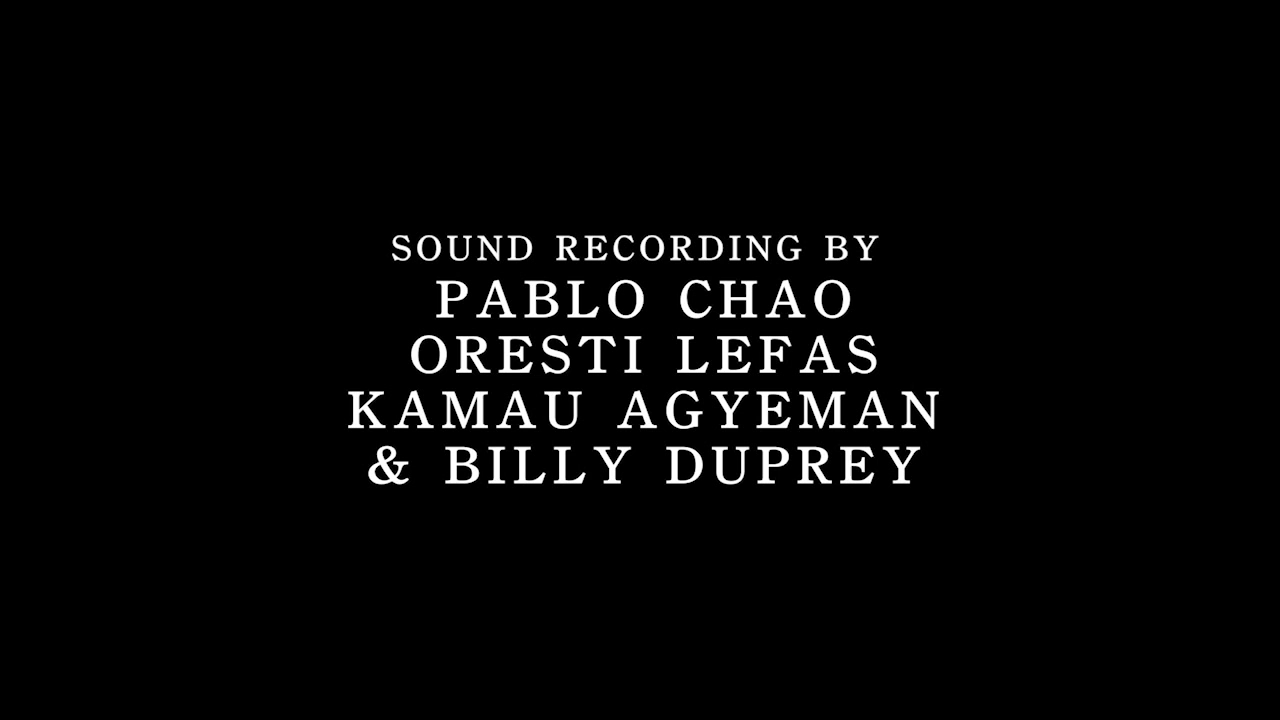 SOUND RECORDING BY
PABLO CHAO
ORESTI LEFAS
KAMAU AGYEMAN
& BILLY DUPREY